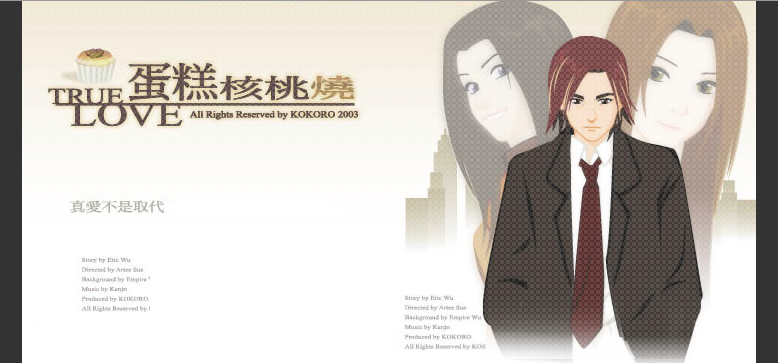 蛋糕核桃燒
TRUE LOVE
All Rights Reserved by KOKORO 2003
真愛不是取代
Story by Eric Wu
Directed by Artee Sue
Background by Empire
Music by Kanjn
Produced by KOKORO
All Rights Reserved by
Story by Eric Wu
Directed by Artee Sue
Background by Empire Wu
Music by Kanjn
Produced by KOKORO
All Rights Reserved by KOK